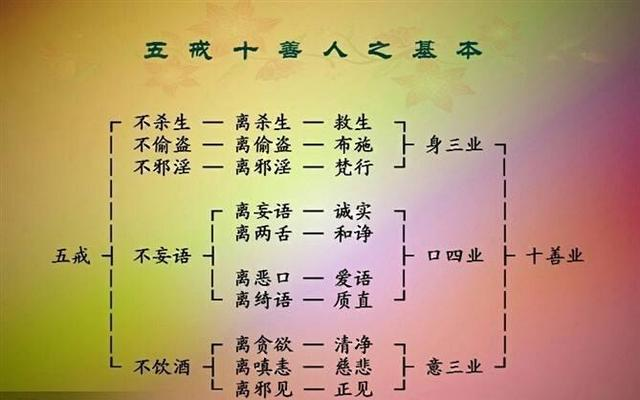 五戒十善人之基本
不杀生 — 离杀生 — 救生
不偷盗 — 离偷盗 — 布施 身三业
不邪淫 — 离邪淫 — 梵行
离妄语 — 诚实
离两舌 — 和诤
五戒 不妄语 口四业 十善业
离恶口 — 爱语
离绮语 — 质直
离贪欲 — 清净
不饮酒 离嗔恚 — 慈悲 意三业
离邪见 — 正见